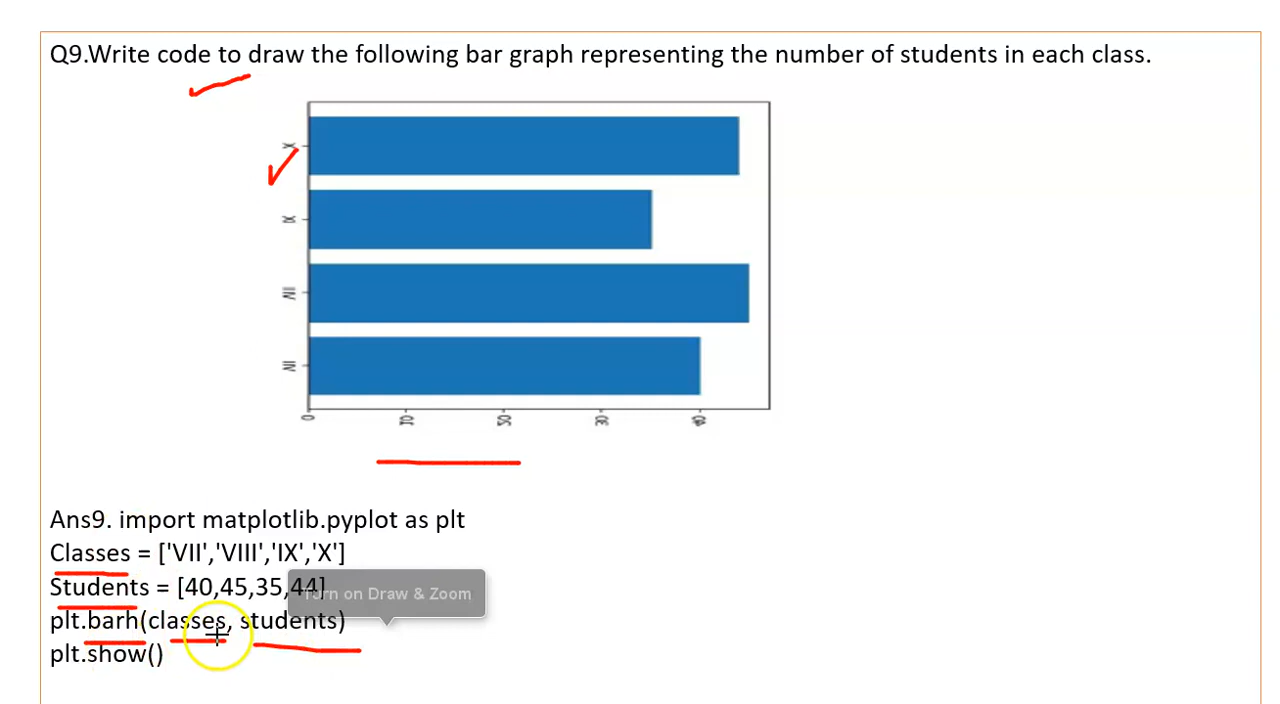 Q9.Write code to draw the following bar graph representing the number of students in each class.
X
IX
VIII
VII
0
10
20
30
40
Ans9. import matplotlib.pyplot as plt
Classes = ['VII','VIII','IX','X']
Students = [40,45,35,44]
Turn on Draw & Zoom
plt.barh(classes, students)
plt.show()